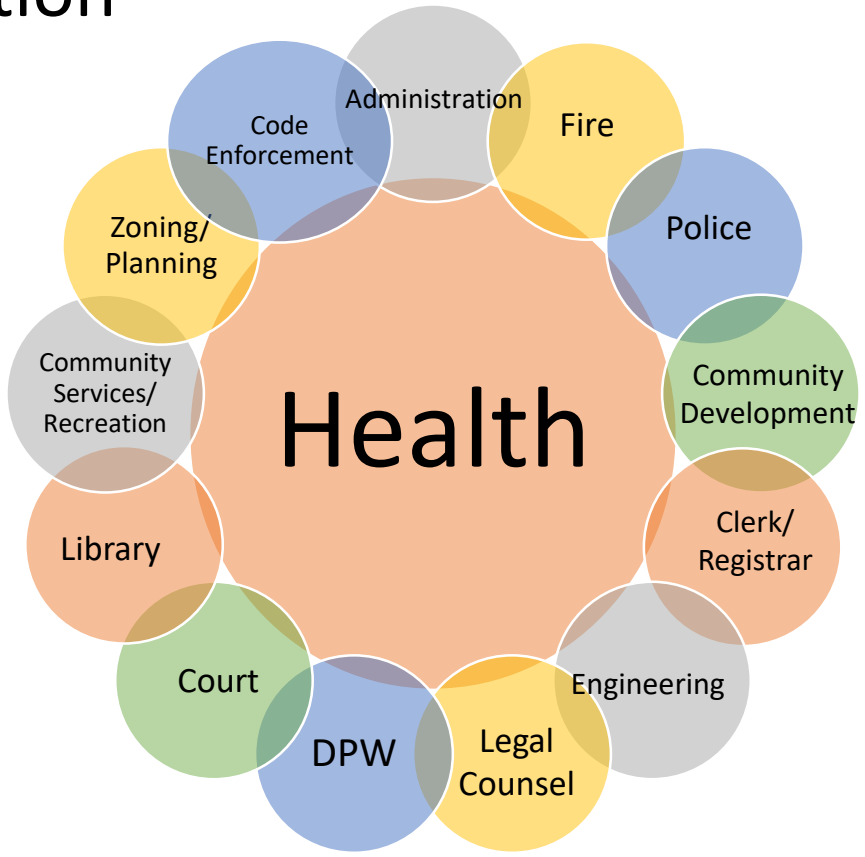 tion
Administration
Fire
Code
Enforcement
Police
Zoning/
Planning
Community
Services/
Recreation
Community
Development
Health
Clerk/
Registrar
Library
Court
Engineering
DPW
Legal
Counsel